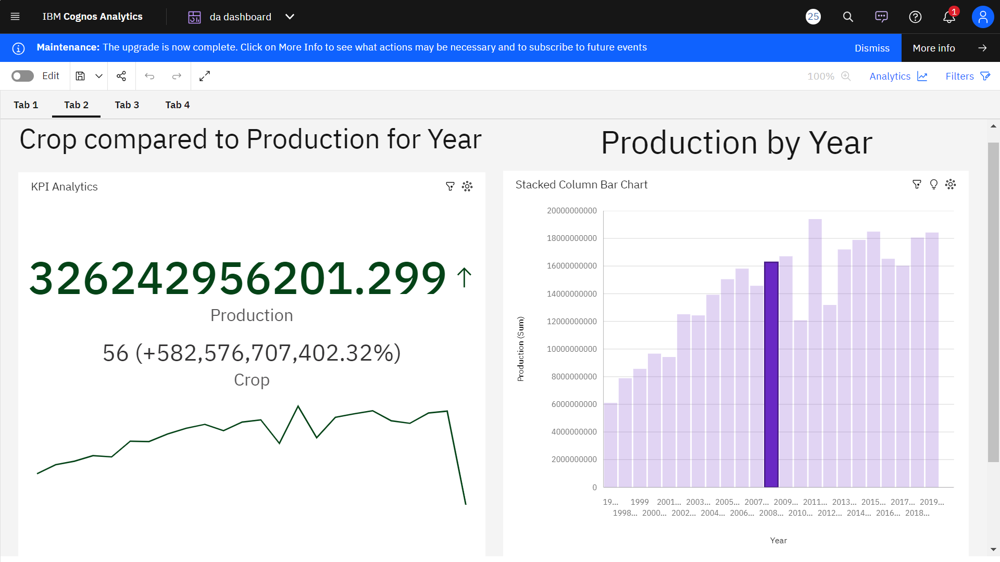 IBM Cognos Analytics
da dashboard
25
1
Maintenance: The upgrade is now complete. Click on More Info to see what actions may be necessary and to subscribe to future events
Dismiss
More info
Edit
100%
Analytics
Filters
Tab 1
Tab 2
Tab 3
Tab 4
Crop compared to Production for Year
Production by Year
KPI Analytics
326242956201.299
Production
56 (+582,576,707,402.32%)
Crop
Stacked Column Bar Chart
20000000000
18000000000
16000000000
14000000000
12000000000
10000000000
8000000000
6000000000
4000000000
2000000000
0
Production (Sum)
19... 1999 2001... 2003... 2005... 2007... 2009... 2011... 2013... 2015... 2017... 2019...
1998... 2000... 2002... 2004... 2006... 2008... 2010... 2012... 2014... 2016... 2018...
Year